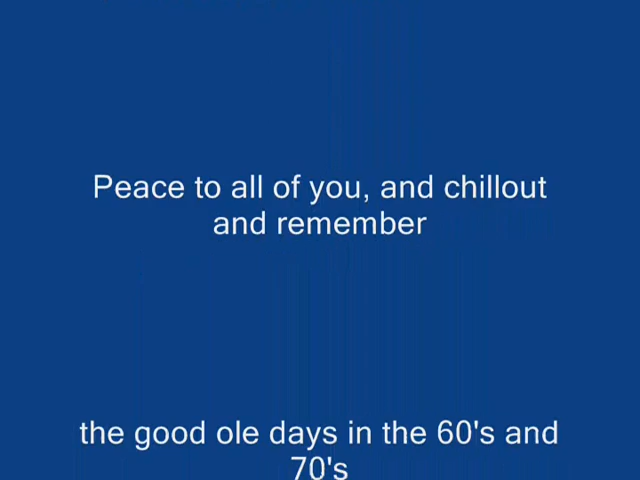 Peace to all of you, and chillout
and remember
the good ole days in the 60's and
70's